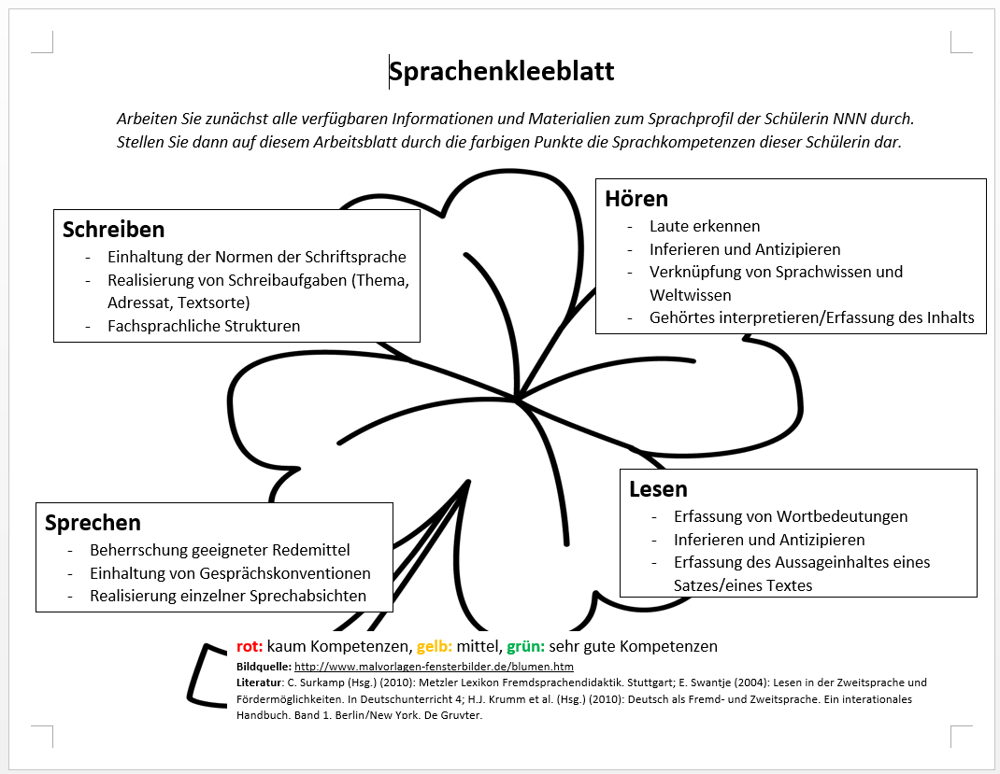 Sprachenkleeblatt
Arbeiten Sie zunächst alle verfügbaren Informationen und Materialien zum Sprachprofil der Schülerin NNN durch.
Stellen Sie dann auf diesem Arbeitsblatt durch die farbigen Punkte die Sprachkompetenzen dieser Schülerin dar.
Schreiben
- Einhaltung der Normen der Schriftsprache
- Realisierung von Schreibaufgaben (Thema,
Adressat, Textsorte)
- Fachsprachliche Strukturen
Hören
- Laute erkennen
- Inferieren und Antizipieren
- Verknüpfung von Sprachwissen und
Weltwissen
- Gehörtes interpretieren/Erfassung des Inhalts
Sprechen
- Beherrschung geeigneter Redemittel
- Einhaltung von Gesprächskonventionen
- Realisierung einzelner Sprechabsichten
Lesen
- Erfassung von Wortbedeutungen
- Inferieren und Antizipieren
- Erfassung des Aussageinhaltes eines
Satzes/eines Textes
rot: kaum Kompetenzen, gelb: mittel, grün: sehr gute Kompetenzen
Bildquelle: http://www.malvorlagen-fensterbilder.de/blumen.htm
Literatur: C. Surkamp (Hsg.) (2010): Metzler Lexikon Fremdsprachendidaktik. Stuttgart; E. Swantje (2004): Lesen in der Zweitsprache und
Fördermöglichkeiten. In Deutschunterricht 4; H.J. Krumm et al. (Hsg.) (2010): Deutsch als Fremd- und Zweitsprache. Ein interationales
Handbuch. Band 1. Berlin/New York. De Gruyter.